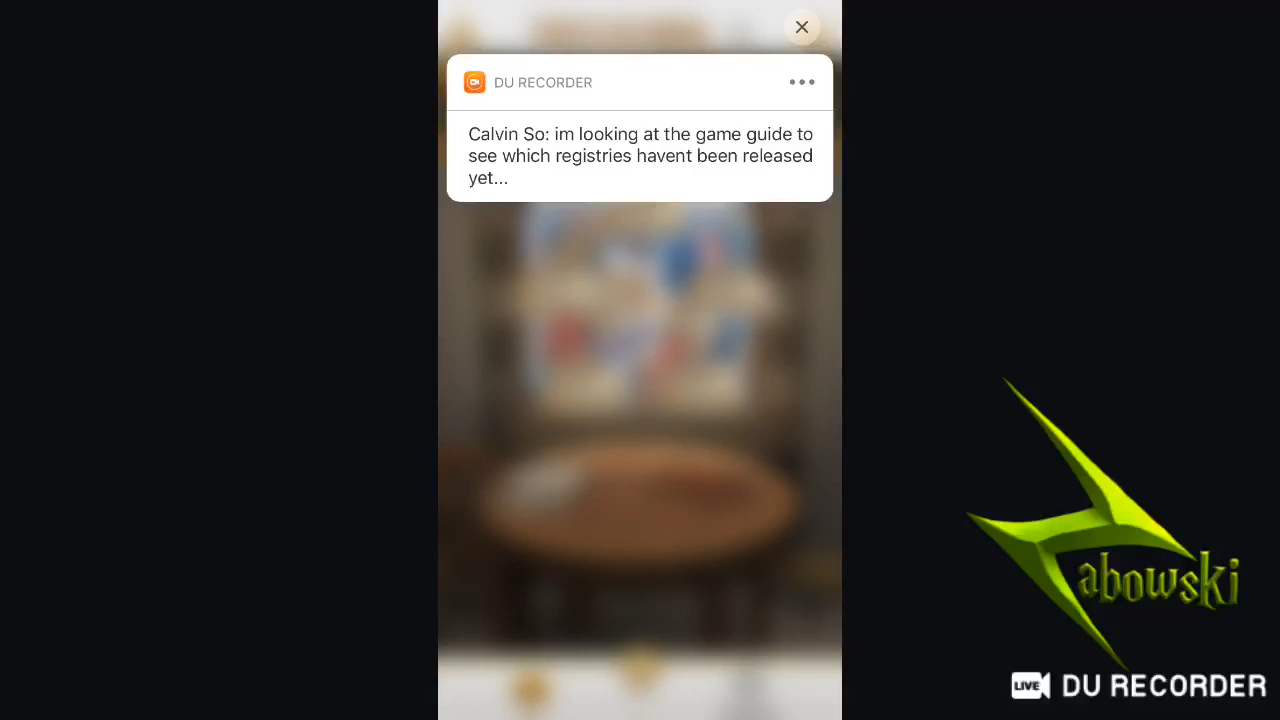 DU RECORDER
Calvin So: im looking at the game guide to
see which registries havent been released
yet...
abowski
LIVE DU RECORDER